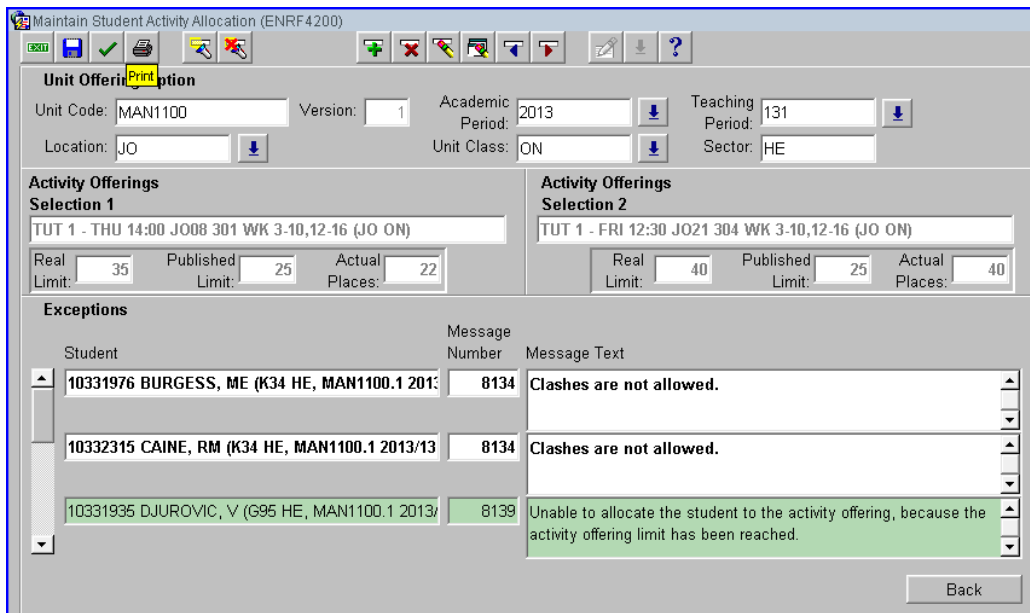 Maintain Student Activity Allocation (ENRF4200)
EXIT
?
Print
Unit Offering Option
Unit Code: MAN1100 Version: 1 Academic Period: 2013 Teaching Period: 131
Location: JO Unit Class: ON Sector: HE
Activity Offerings
Selection 1
TUT 1 - THU 14:00 JO08 301 WK 3-10,12-16 (JO ON)
Real Limit: 35 Published Limit: 25 Actual Places: 22
Activity Offerings
Selection 2
TUT 1 - FRI 12:30 JO21 304 WK 3-10,12-16 (JO ON)
Real Limit: 40 Published Limit: 25 Actual Places: 40
Exceptions
Student Message Number Message Text
10331976 BURGESS, ME (K34 HE, MAN1100.1 2013 8134 Clashes are not allowed.
10332315 CAINE, RM (K34 HE, MAN1100.1 2013/13 8134 Clashes are not allowed.
10331935 DJUROVIC, V (G95 HE, MAN1100.1 2013/ 8139 Unable to allocate the student to the activity offering, because the
activity offering limit has been reached.
Back